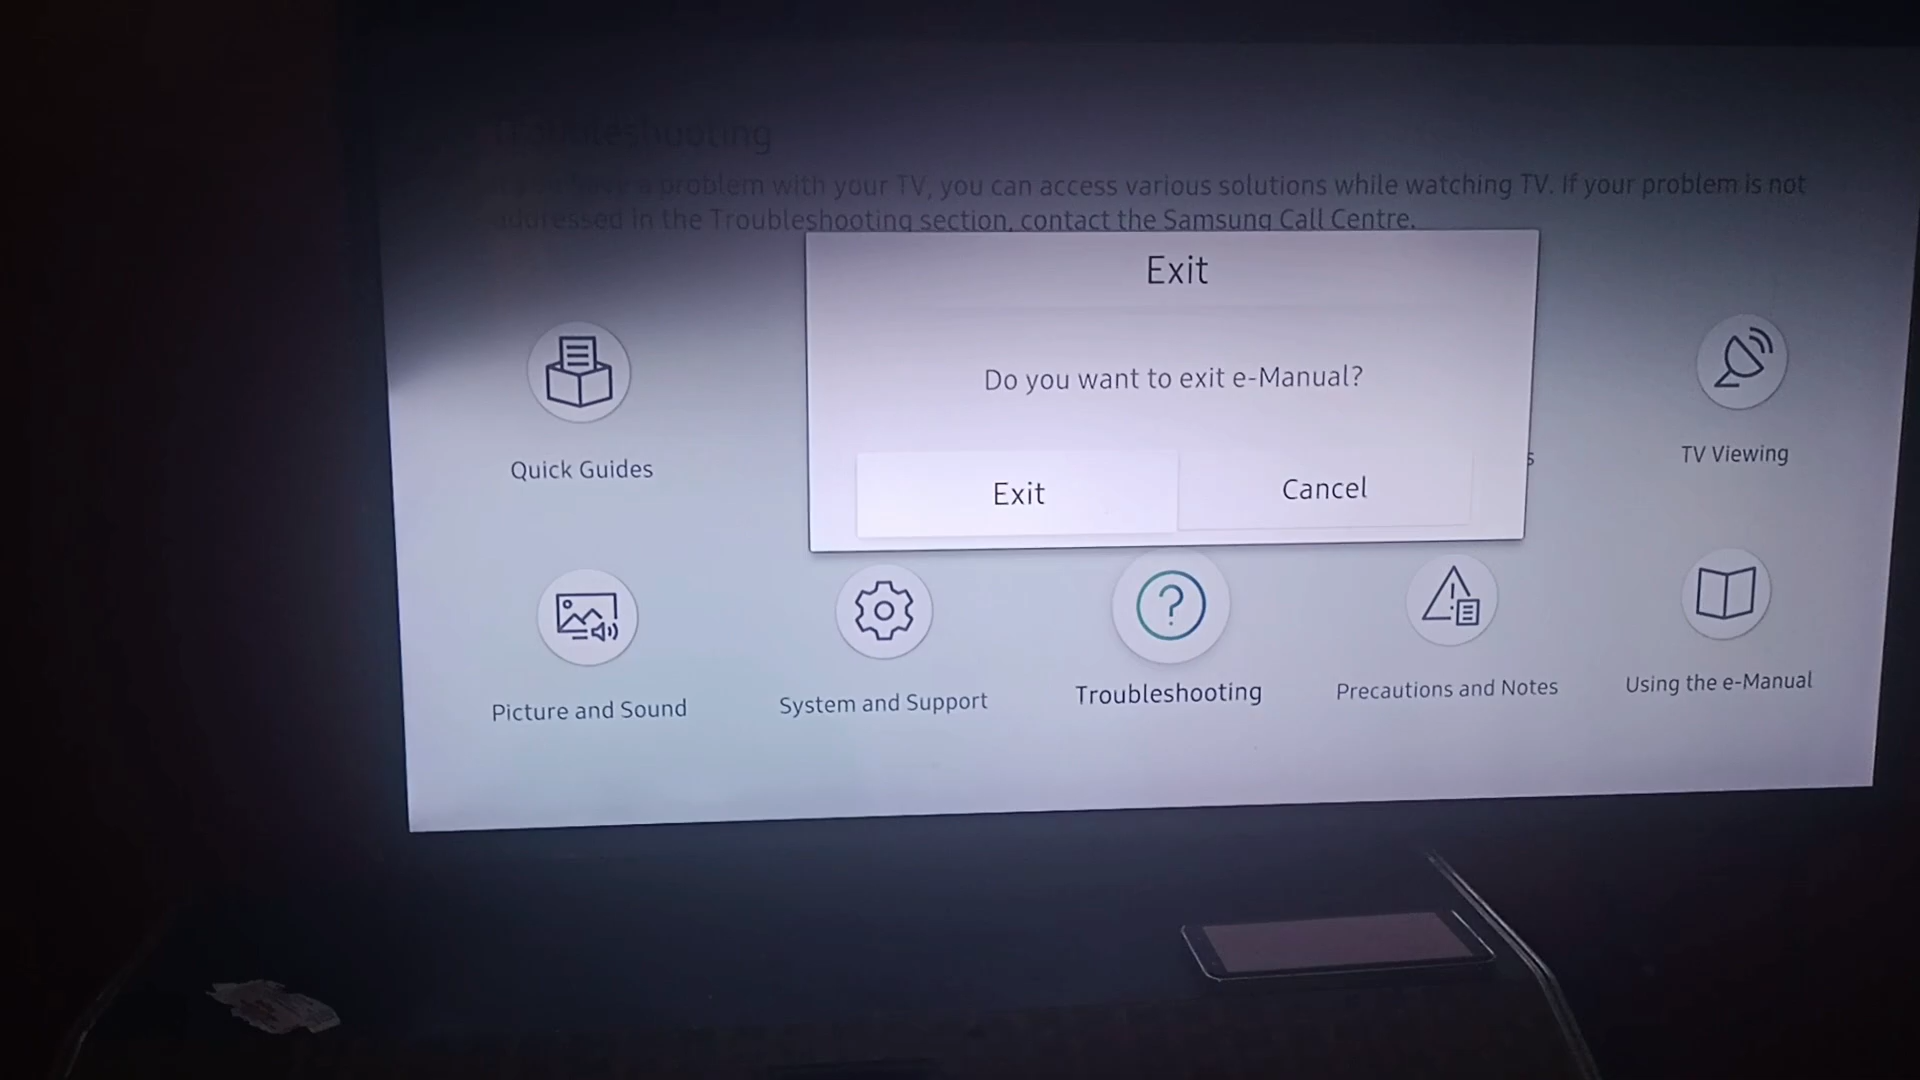 Troubleshooting
a problem with your TV, you can access various solutions while watching TV. If your problem is not
addressed in the Troubleshooting section, contact the Samsung Call Centre.
Exit
Do you want to exit e-Manual?
Exit
Cancel
Quick Guides
s
TV Viewing
Picture and Sound
System and Support
Troubleshooting
Precautions and Notes
Using the e-Manual